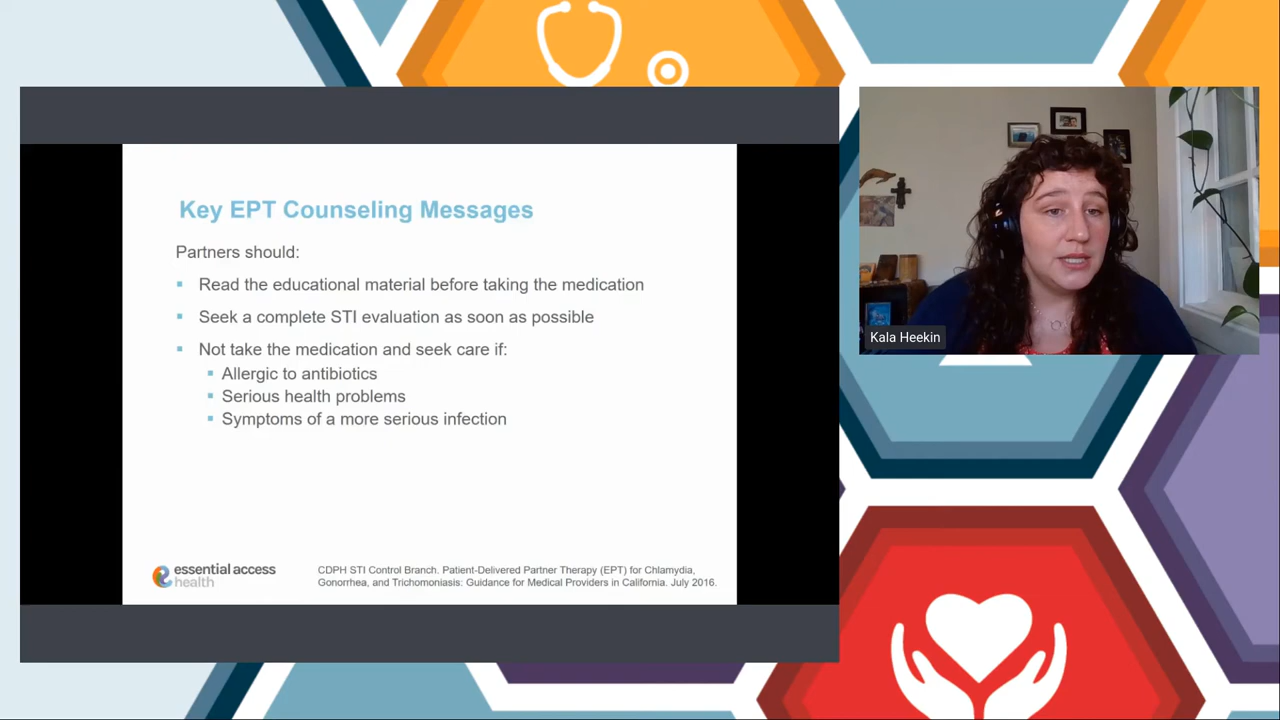 Key EPT Counseling Messages
Partners should:
Read the educational material before taking the medication
Seek a complete STI evaluation as soon as possible
Not take the medication and seek care if:
Allergic to antibiotics
Serious health problems
Symptoms of a more serious infection
essential access
health
CDPH STI Control Branch. Patient-Delivered Partner Therapy (EPT) for Chlamydia,
Gonorrhea, and Trichomoniasis: Guidance for Medical Providers in California. July 2016.
Kala Heekin